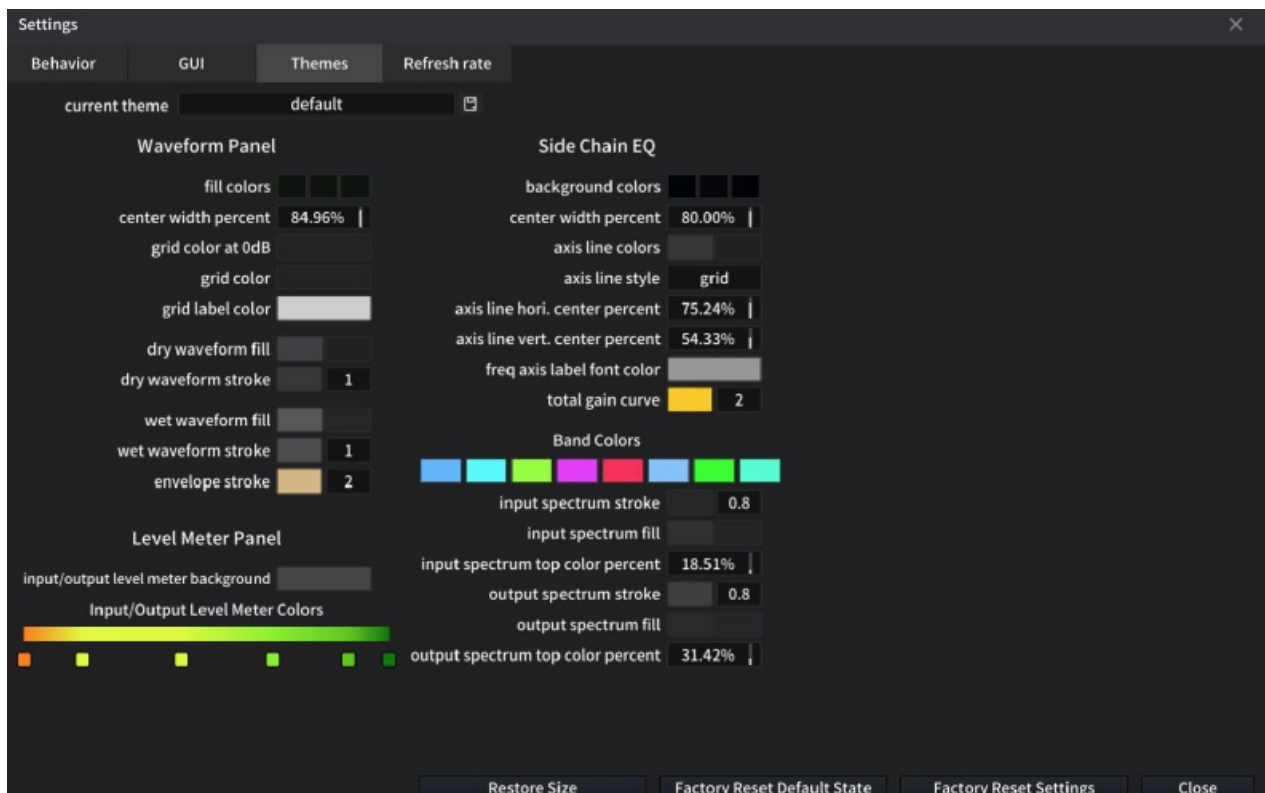 Settings
Behavior GUI Themes Refresh rate
current theme default
Waveform Panel
fill colors
center width percent 84.96%
grid color at 0dB
grid color
grid label color
dry waveform fill
dry waveform stroke 1
wet waveform fill
wet waveform stroke 1
envelope stroke 2
Level Meter Panel
input/output level meter background
Input/Output Level Meter Colors
Side Chain EQ
background colors
center width percent 80.00%
axis line colors
axis line style grid
axis line hori. center percent 75.24%
axis line vert. center percent 54.33%
freq axis label font color
total gain curve 2
Band Colors
input spectrum stroke 0.8
input spectrum fill
input spectrum top color percent 18.51%
output spectrum stroke 0.8
output spectrum fill
output spectrum top color percent 31.42%
Restore Size Factory Reset Default State Factory Reset Settings Close